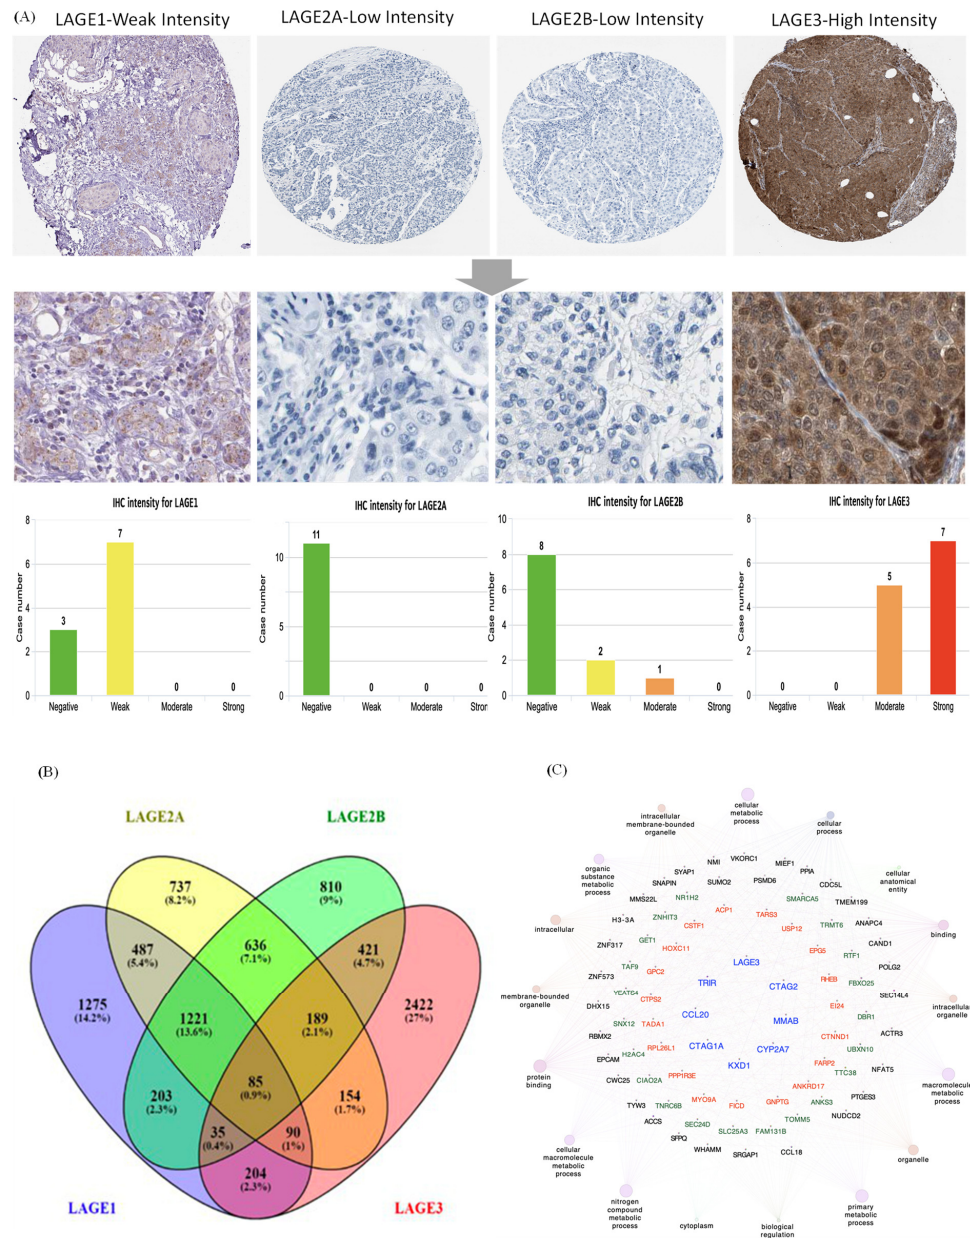 (A)
LAGE1-Weak Intensity
LAGE2A-Low Intensity
LAGE2B-Low Intensity
LAGE3-High Intensity
IHC intensity for LAGE1
Case number
8
6
4
2
0
3
7
0
0
Negative
Weak
Moderate
Strong
IHC intensity for LAGE2A
Case number
10
5
0
11
0
0
0
Negative
Weak
Moderate
Stron
IHC intensity for LAGE2B
Case number
10
8
6
4
2
0
8
2
1
0
Negative
Weak
Moderate
Strong
IHC intensity for LAGE3
Case number
8
6
4
2
0
0
0
5
7
Negative
Weak
Moderate
Strong
(B)
LAGE2A
LAGE2B
737
(8.2%)
810
(9%)
487
(5.4%)
636
(7.1%)
421
(4.7%)
1275
(14.2%)
1221
(13.6%)
189
(2.1%)
2422
(27%)
203
(2.3%)
85
(0.9%)
154
(1.7%)
35
(0.4%)
90
(1%)
204
(2.3%)
LAGE1
LAGE3
(C)
cellular
metabolic
process
intracellular
membrane-bounded
organelle
cellular
process
organic
substance
metabolic
process
cellular
anatomical
entity
intracellular
binding
membrane-bounded
organelle
intracellular
organelle
protein
binding
macromolecule
metabolic
process
cellular
macromolecule
metabolic
process
organelle
nitrogen
compound
metabolic
process
primary
metabolic
process
cytoplasm
biological
regulation
NMI
VKORC1
MIEF1
SYAP1
PPIA
SNAPIN
SUMO2
PSMD6
CDC5L
MMS22L
NR1H2
SMARCA5
TMEM199
H3-3A
ZNHIT3
ACP1
TARS3
TRMT6
ANAPC4
CSTF1
USP12
ZNF317
GET1
HOXC11
EPG5
RTF1
CAND1
LAGE3
ZNF573
TAF9
GPC2
RHEB
FBXO25
POLG2
TRIR
CTAG2
YEATS4
CTPS2
EI24
SEC14L4
DHX15
CCL20
MMAB
DBR1
SNX12
TADA1
CTNND1
ACTR3
RBMX2
CTAG1A
CYP2A7
H2AC4
RPL26L1
UBXN10
EPCAM
KXD1
FARP2
NFAT5
CWC25
CIAO2A
PPP1R3E
ANKRD17
TTC38
PTGES3
TYW3
TNRC6B
MYO9A
FICD
GNPTG
ANKS3
NUDCD2
ACCS
SEC24D
TOMM5
SFPQ
SLC25A3
FAM131B
WHAMM
SRGAP1
CCL18